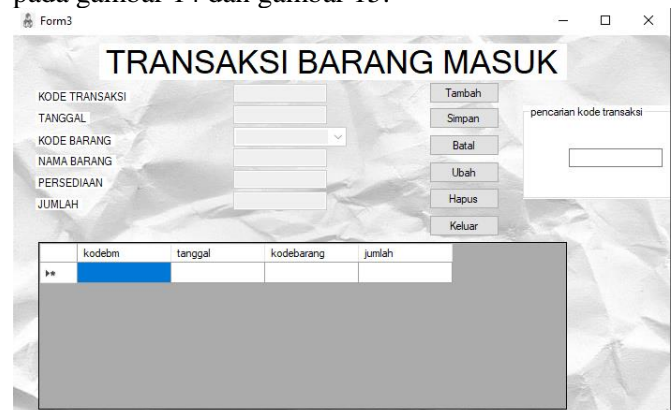 pada gambar 14 dan gambar 15.
Form3
TRANSAKSI BARANG MASUK
KODE TRANSAKSI
TANGGAL
KODE BARANG
NAMA BARANG
PERSEDIAAN
JUMLAH
Tambah
Simpan
Batal
Ubah
Hapus
Keluar
pencarian kode transaksi
kodebm tanggal kodebarang jumlah